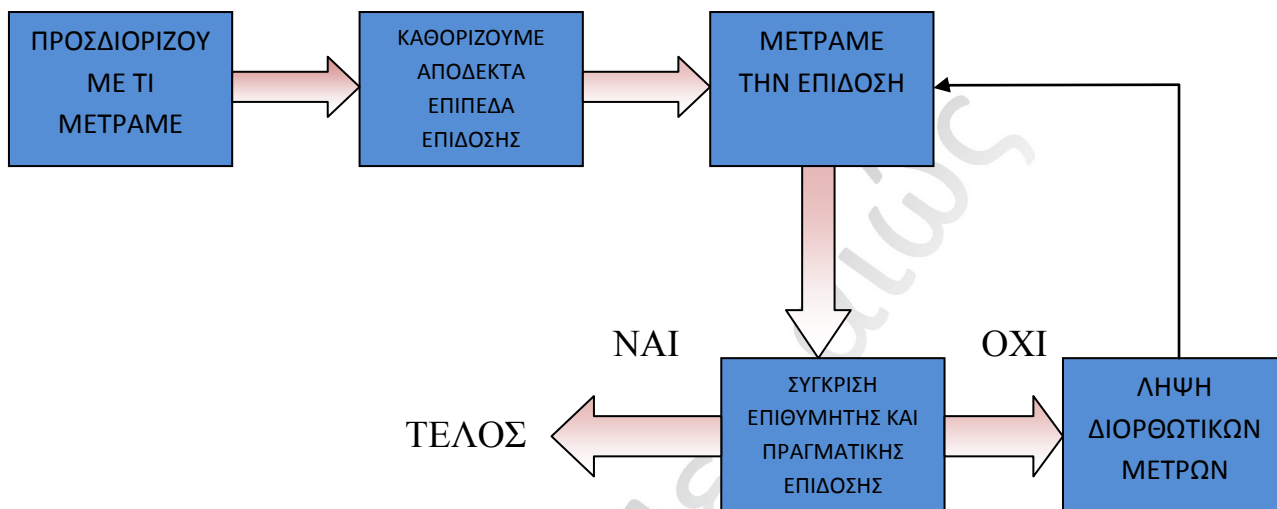 ΠΡΟΣΔΙΟΡΙΖΟΥ
ΜΕ ΤΙ
ΜΕΤΡΑΜΕ
ΚΑΘΟΡΙΖΟΥΜΕ
ΑΠΟΔΕΚΤΑ
ΕΠΙΠΕΔΑ
ΕΠΙΔΟΣΗΣ
ΜΕΤΡΑΜΕ
ΤΗΝ ΕΠΙΔΟΣΗ
ΝΑΙ
ΟΧΙ
ΤΕΛΟΣ
ΣΥΓΚΡΙΣΗ
ΕΠΙΘΥΜΗΤΗΣ ΚΑΙ
ΠΡΑΓΜΑΤΙΚΗΣ
ΕΠΙΔΟΣΗΣ
ΛΗΨΗ
ΔΙΟΡΘΩΤΙΚΩΝ
ΜΕΤΡΩΝ